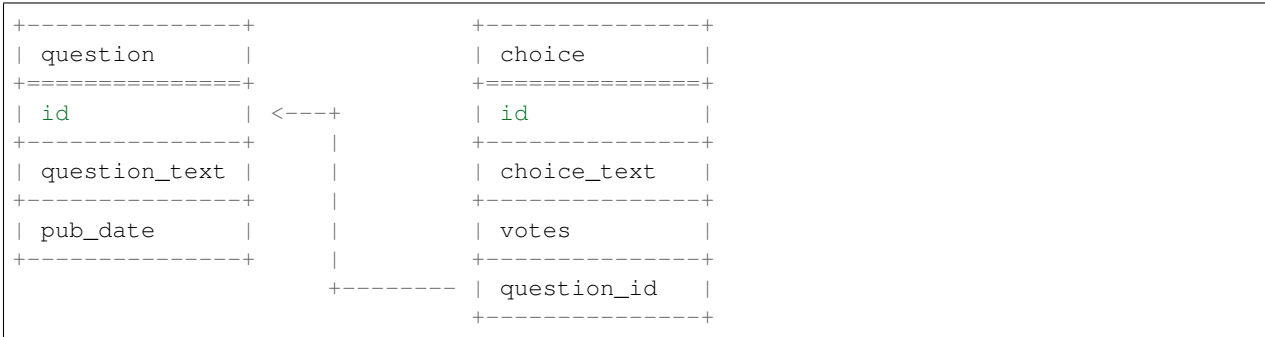 +---------------+               +---------------+
| question      |               | choice        |
+===============+               +===============+
| id            | <---+         | id            |
+---------------+     |         +---------------+
| question_text |     |         | choice_text   |
+---------------+     |         +---------------+
| pub_date      |     |         | votes         |
+---------------+     |         +---------------+
                      +-------- | question_id   |
                                +---------------+